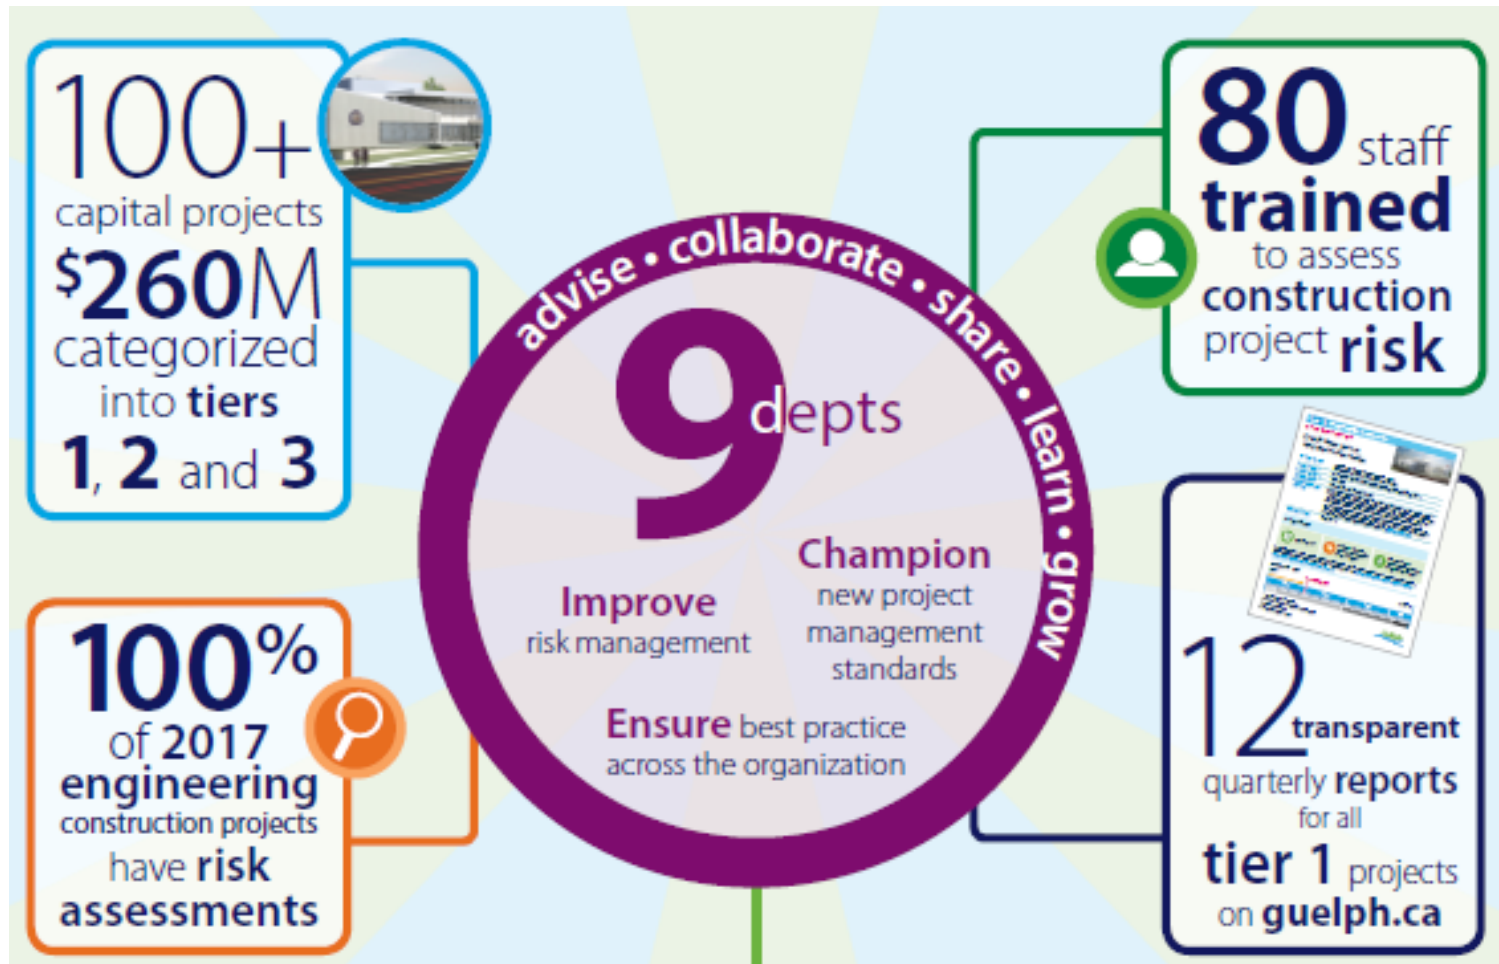 100+
capital projects
$260M
categorized
into tiers
1, 2 and 3
80 staff
trained
to assess
construction
project risk
advise • collaborate • share • learn • grow
9 depts
Improve
risk management
Champion
new project
management
standards
Ensure best practice
across the organization
100%
of 2017
engineering
construction projects
have risk
assessments
12 transparent
quarterly reports
for all
tier 1 projects
on guelph.ca